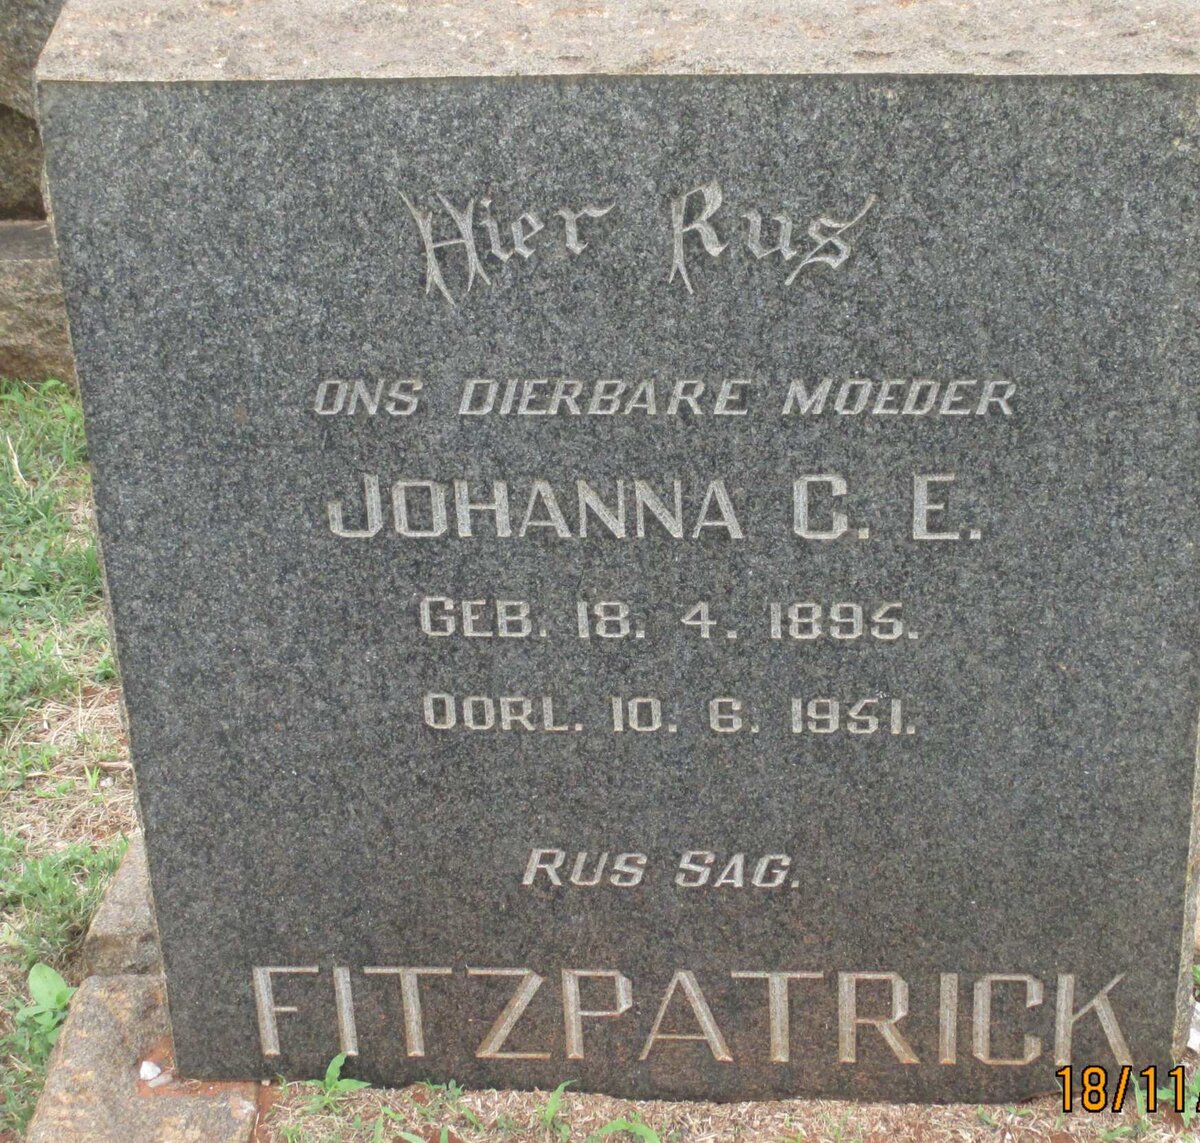 Hier Rus
ONS DIERBARE MOEDER
JOHANNA C. E.
GEB. 18. 4. 1895.
OORL. 10. 6. 1951.
RUS SAG.
FITZPATRICK
18/11